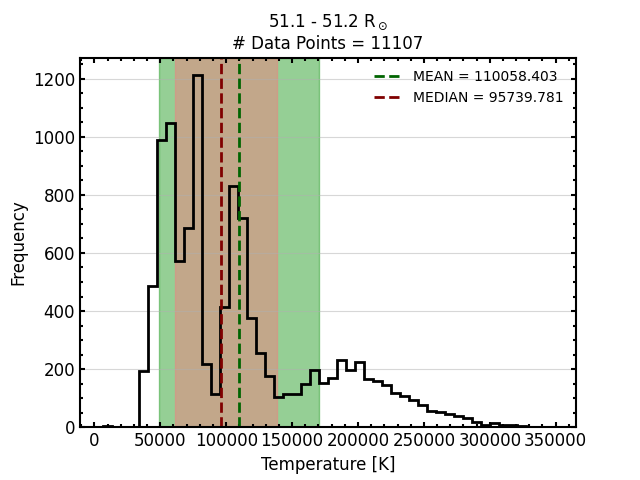 51.1 - 51.2 R⊙
# Data Points = 11107
MEAN = 110058.403
MEDIAN = 95739.781
Frequency
1200
1000
800
600
400
200
0
0 50000 100000 150000 200000 250000 300000 350000
Temperature [K]